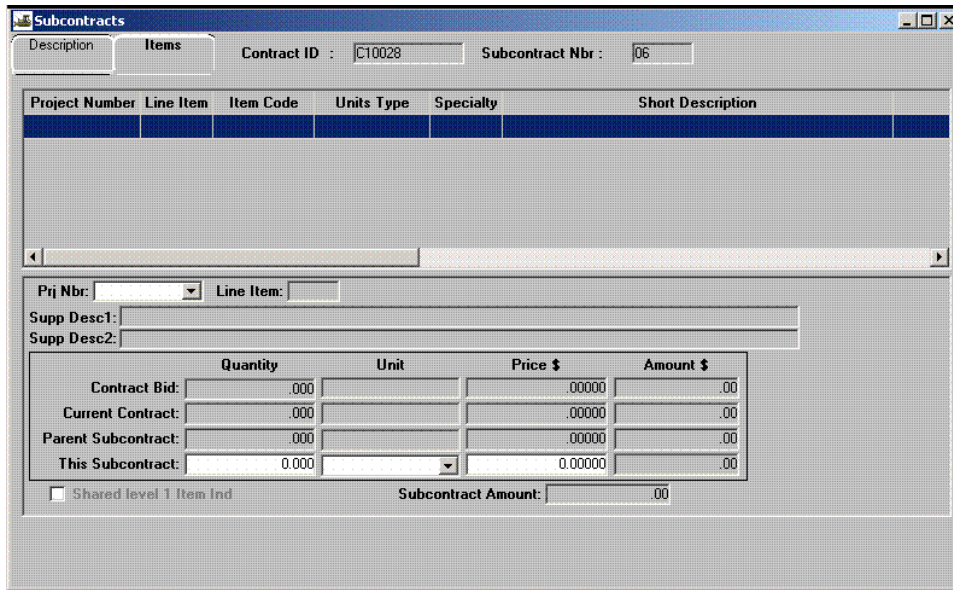 Subcontracts
Description Items Contract ID : C10028 Subcontract Nbr : 06
Project Number Line Item Item Code Units Type Specialty Short Description
Prj Nbr: Line Item:
Supp Desc1:
Supp Desc2:
Quantity Unit Price $ Amount $
Contract Bid: .000 .00000 .00
Current Contract: .000 .00000 .00
Parent Subcontract: .000 .00000 .00
This Subcontract: 0.000 0.00000 .00
Shared level 1 Item Ind Subcontract Amount: .00